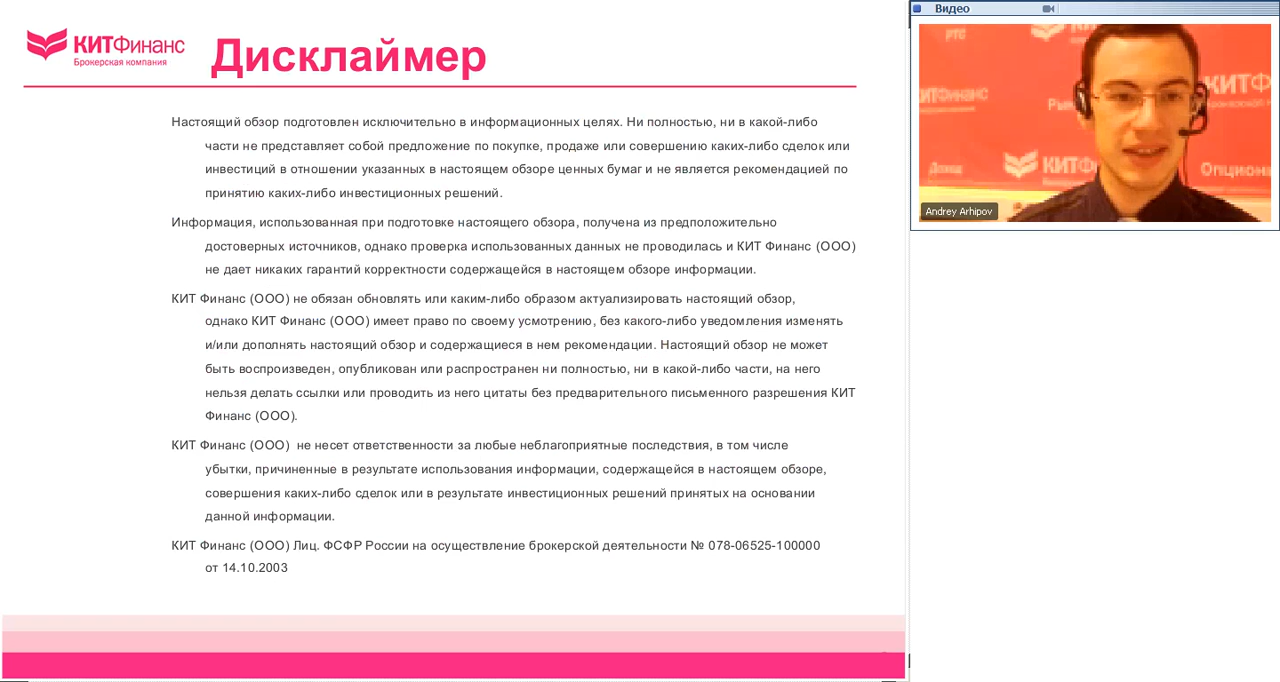 КИТФинанс
Брокерская компания
Дисклаймер
Настоящий обзор подготовлен исключительно в информационных целях. Ни полностью, ни в какой-либо
части не представляет собой предложение по покупке, продаже или совершению каких-либо сделок или
инвестиций в отношении указанных в настоящем обзоре ценных бумаг и не является рекомендацией по
принятию каких-либо инвестиционных решений.
Информация, использованная при подготовке настоящего обзора, получена из предположительно
достоверных источников, однако проверка использованных данных не проводилась и КИТ Финанс (ООО)
не дает никаких гарантий корректности содержащейся в настоящем обзоре информации.
КИТ Финанс (ООО) не обязан обновлять или каким-либо образом актуализировать настоящий обзор,
однако КИТ Финанс (ООО) имеет право по своему усмотрению, без какого-либо уведомления изменять
и/или дополнять настоящий обзор и содержащиеся в нем рекомендации. Настоящий обзор не может
быть воспроизведен, опубликован или распространен ни полностью, ни в какой-либо части, на него
нельзя делать ссылки или проводить из него цитаты без предварительного письменного разрешения КИТ
Финанс (ООО).
КИТ Финанс (ООО)  не несет ответственности за любые неблагоприятные последствия, в том числе
убытки, причиненные в результате использования информации, содержащейся в настоящем обзоре,
совершения каких-либо сделок или в результате инвестиционных решений принятых на основании
данной информации.
КИТ Финанс (ООО) Лиц. ФСФР России на осуществление брокерской деятельности № 078-06525-100000
от 14.10.2003
Видео
РТС
КИТФинанс
КИТФ
КИТФ
Опциона
Andrey Arhipov